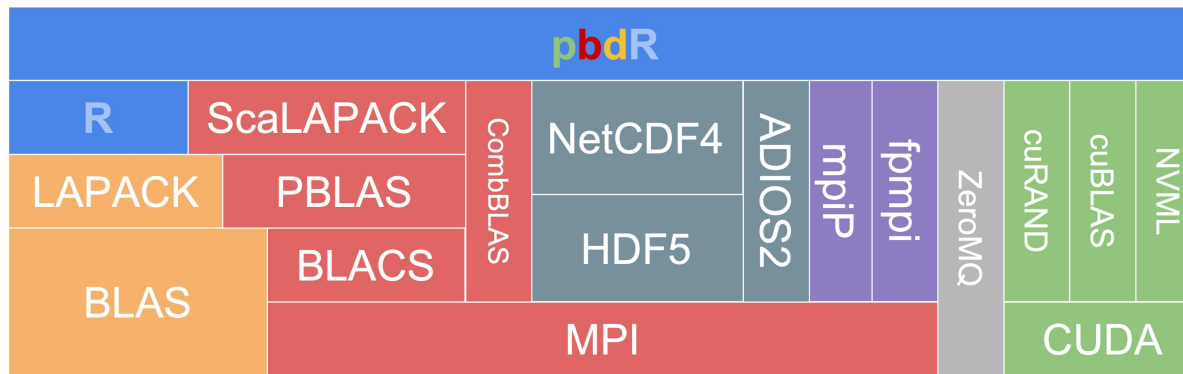 pbdR
R
ScaLAPACK
CombBLAS
NetCDF4
ADIOS2
mpiP
fpmpi
ZeroMQ
cuRAND
cuBLAS
NVML
LAPACK
PBLAS
HDF5
BLAS
BLACS
MPI
CUDA